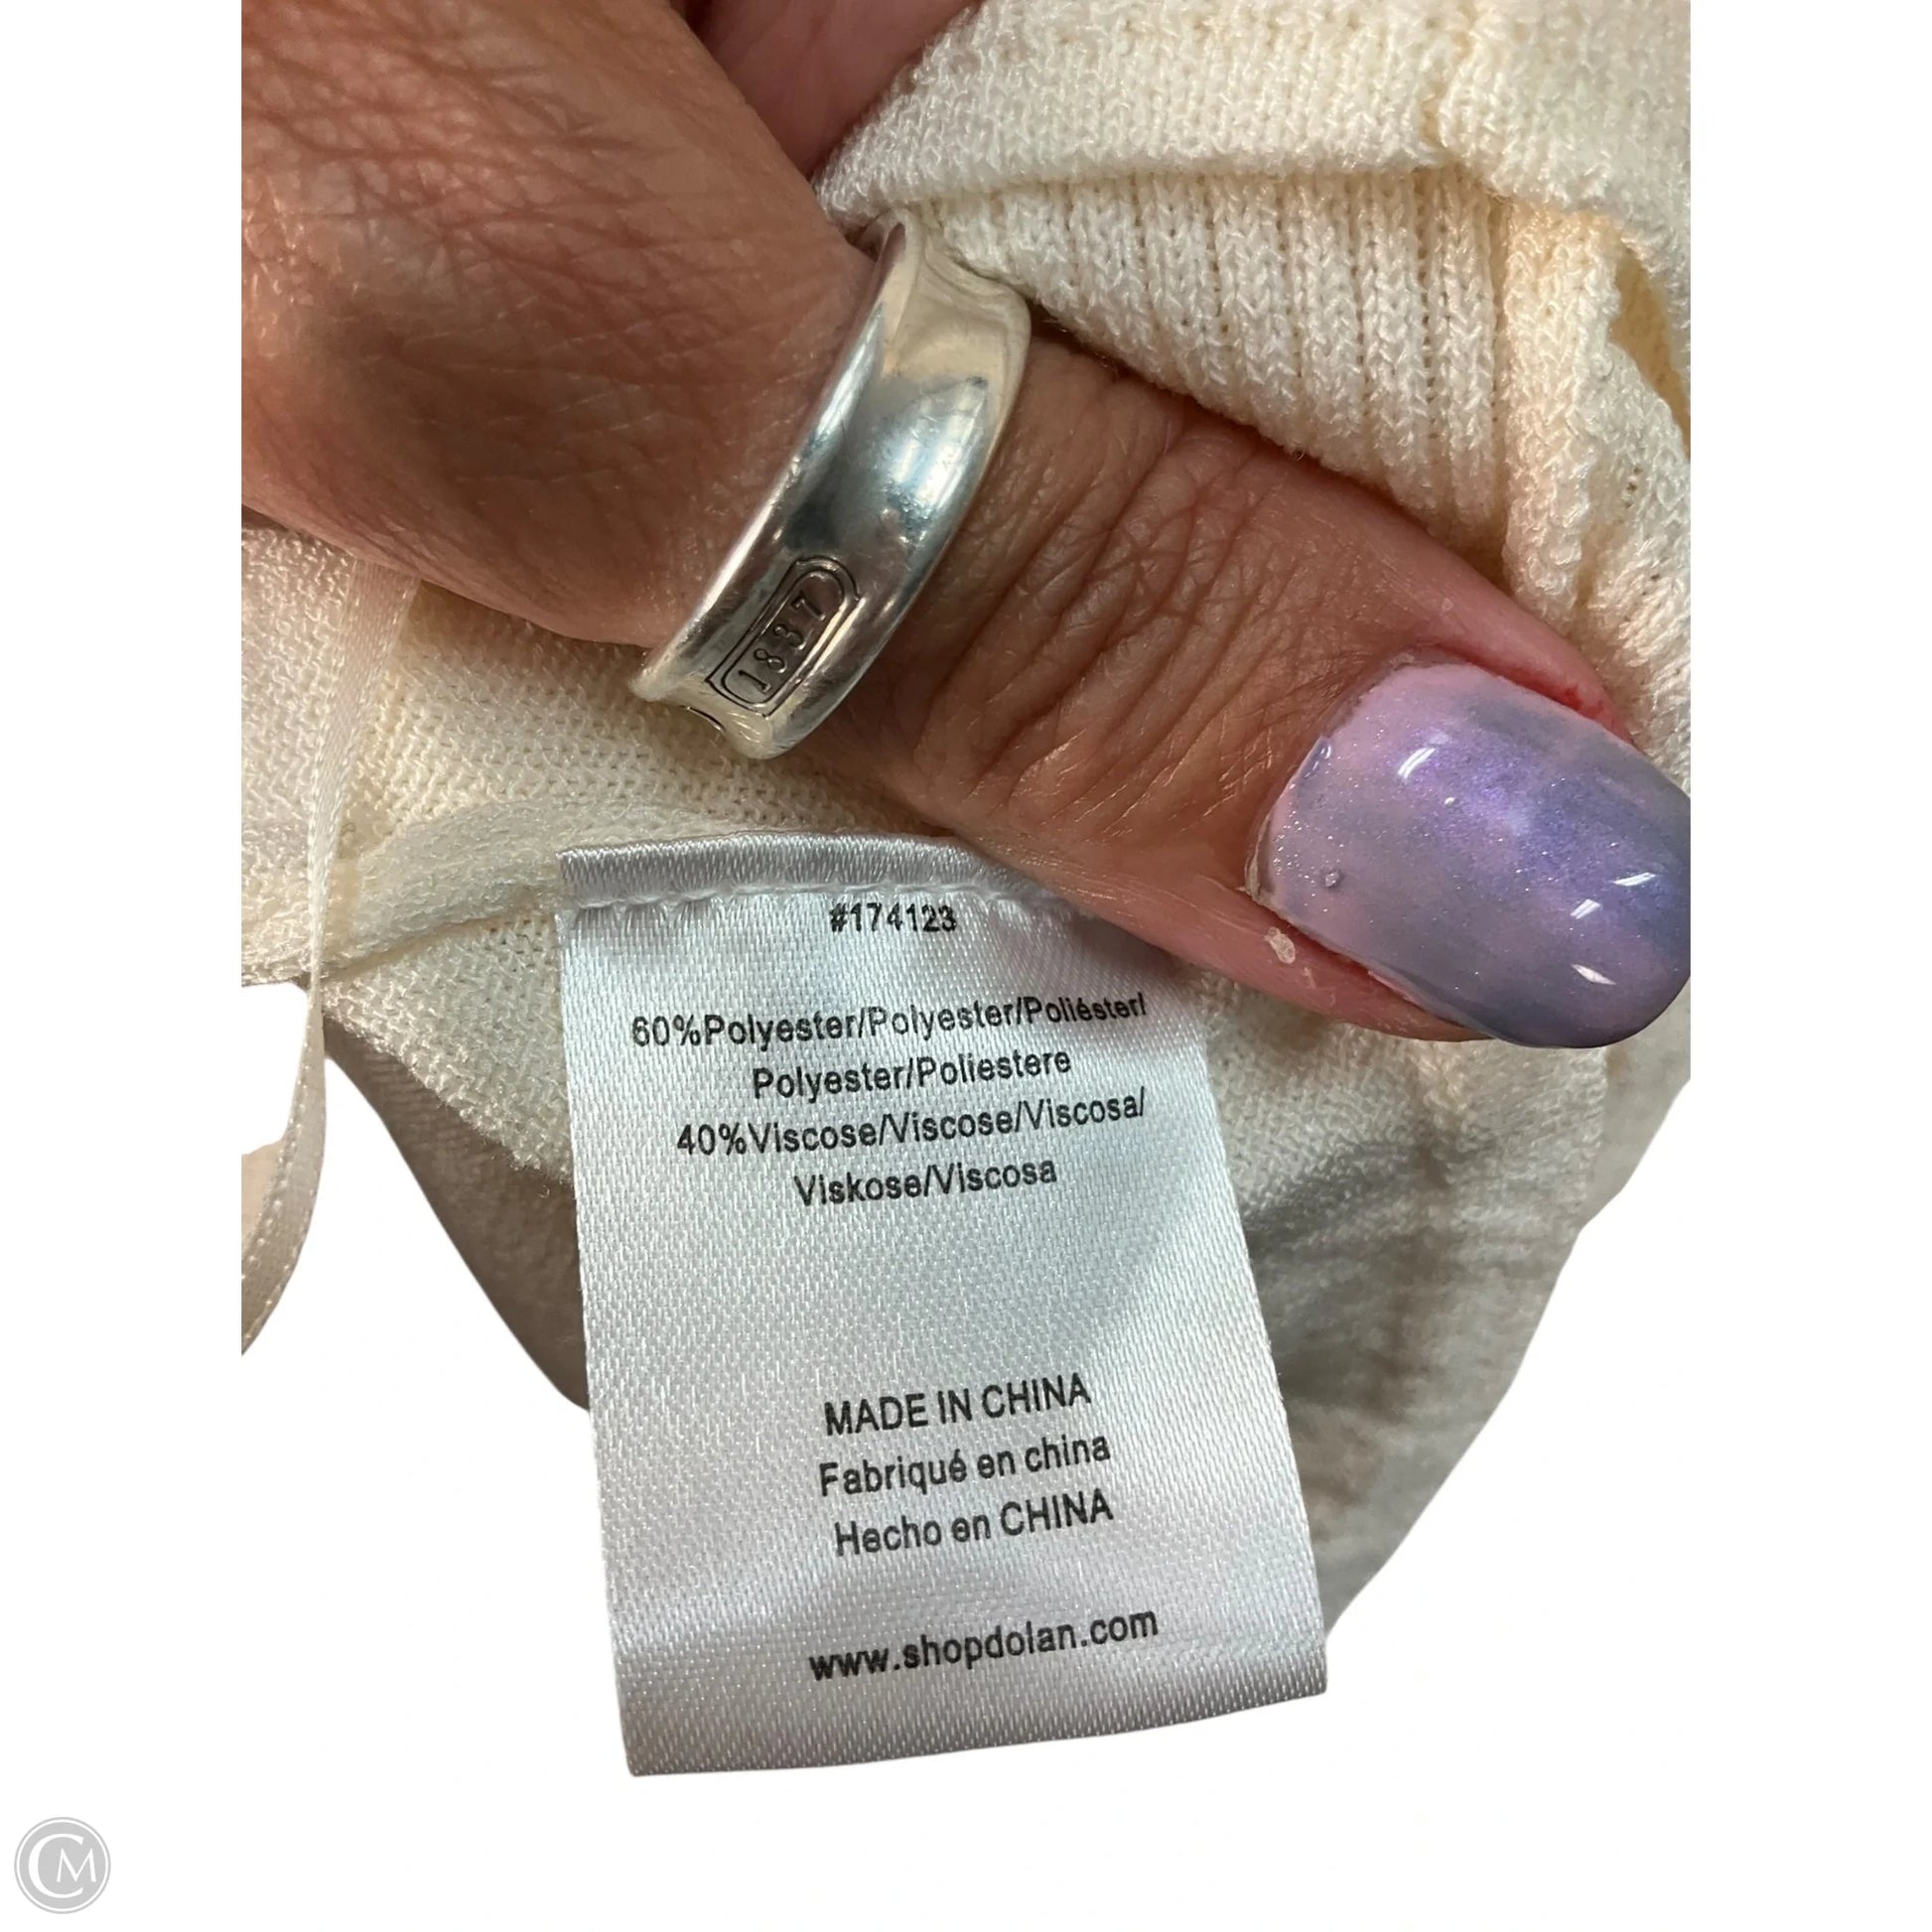 1837
#174123
60%Polyester/Polyester/Poliéster/
Polyester/Poliestere
40%Viscose/Viscose/Viscosa/
Viskose/Viscosa
MADE IN CHINA
Fabriqué en china
Hecho en CHINA
www.shopdolan.com
CM